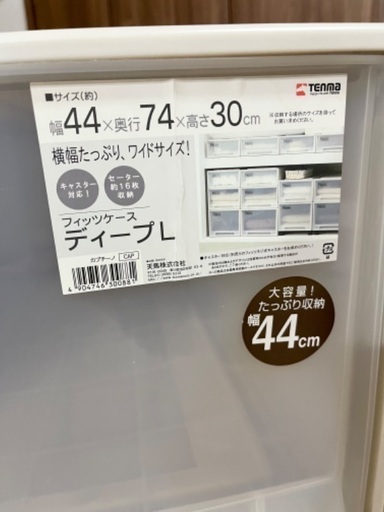 ■サイズ(約)
幅44×奥行74×高さ30cm
TENMA
横幅たっぷり、ワイドサイズ!
キャスター
対応!
セーター
約16枚
収納
フィッツケース
ディープL
カプチーノ
CAP
天馬株式会社
4 904746 500881
大容量!
たっぷり収納
幅
44cm